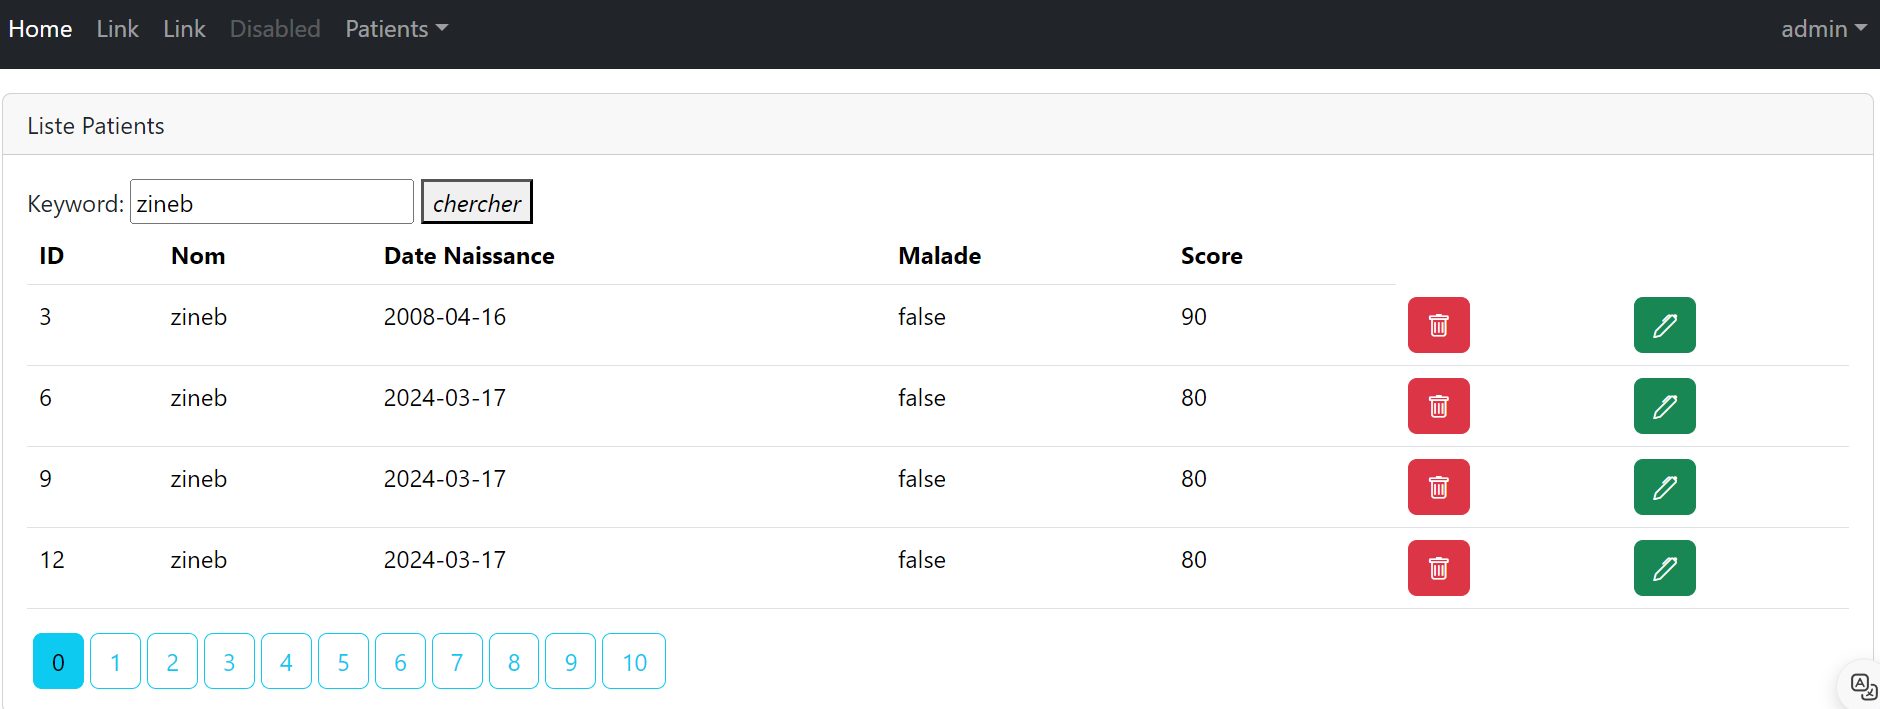 Home Link Link Disabled Patients admin
Liste Patients
Keyword: zineb chercher
ID Nom Date Naissance Malade Score
3 zineb 2008-04-16 false 90
6 zineb 2024-03-17 false 80
9 zineb 2024-03-17 false 80
12 zineb 2024-03-17 false 80
0 1 2 3 4 5 6 7 8 9 10